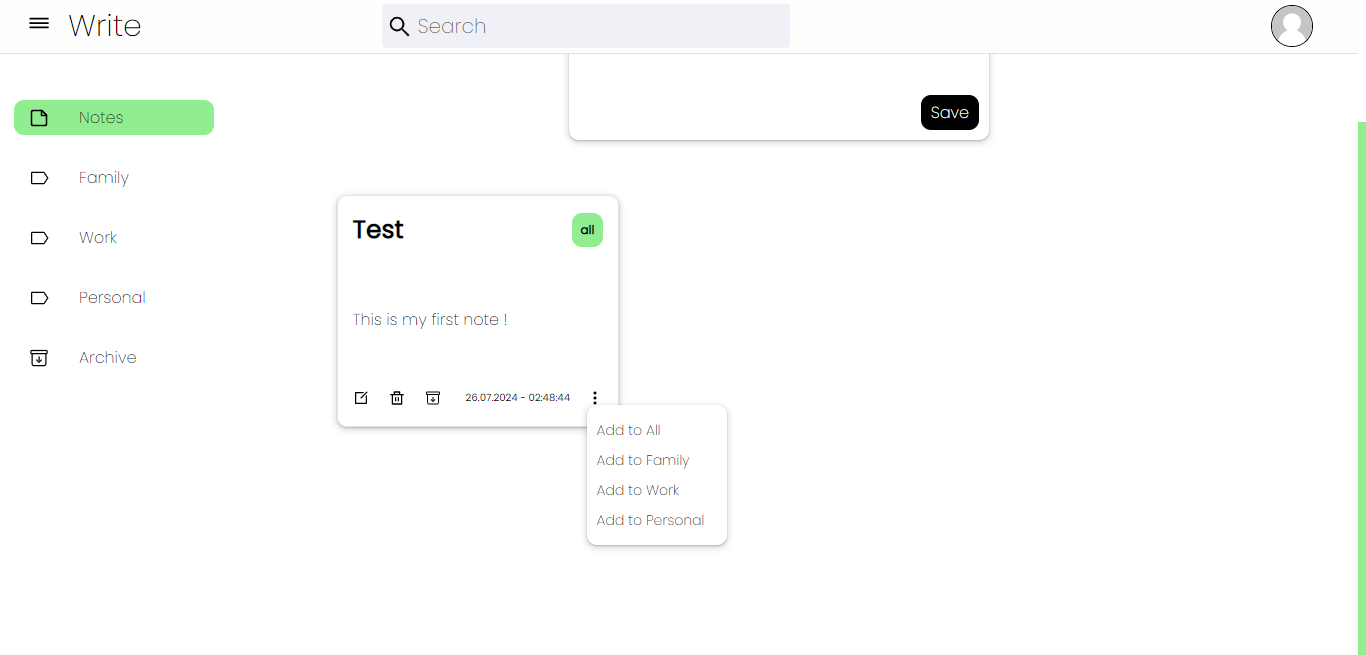 Write
Search
Save
Notes
Family
Work
Personal
Archive
Test
all
This is my first note !
26.07.2024 - 02:48:44
Add to All
Add to Family
Add to Work
Add to Personal